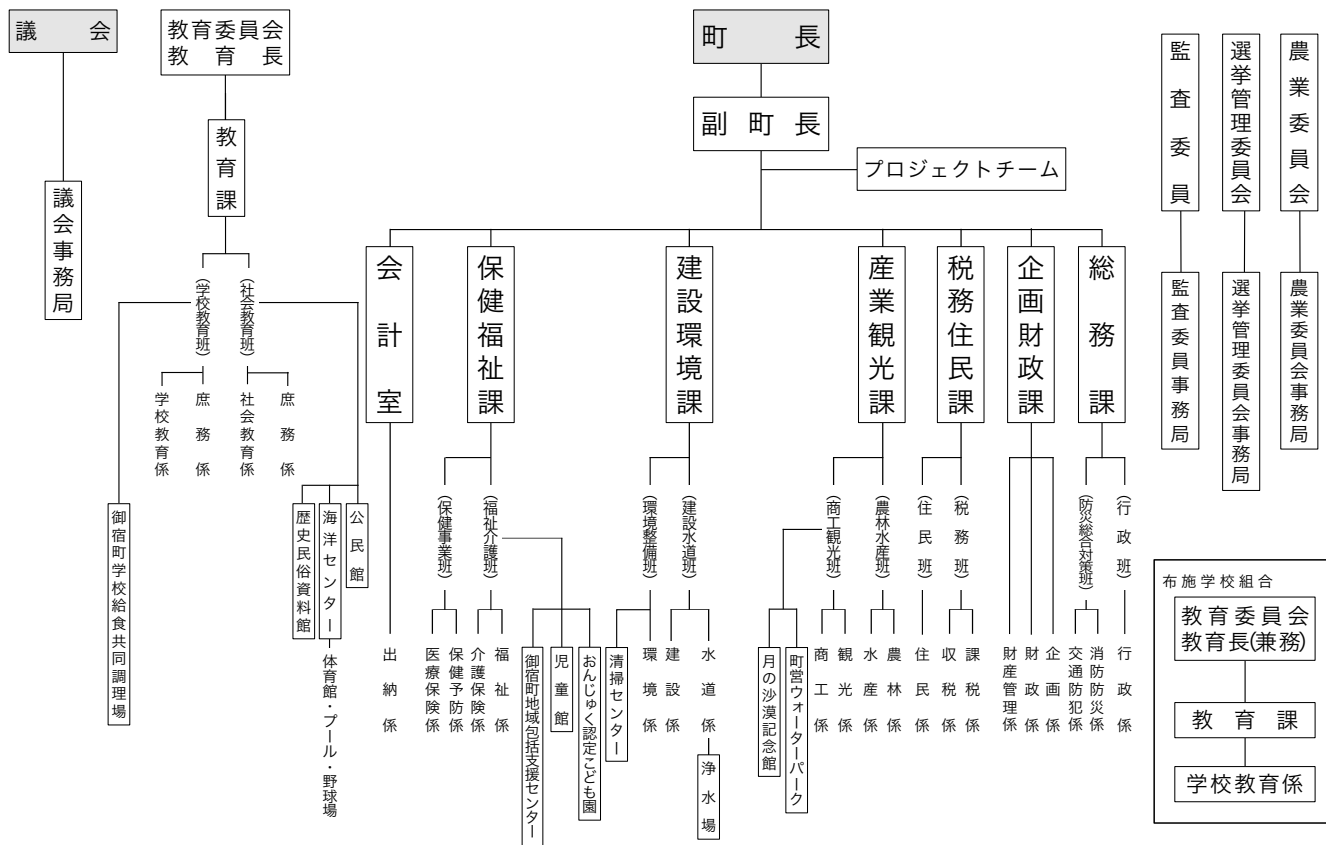 議会
議会事務局
教育委員会
教育長
教育課
(学校教育班)
(社会教育班)
学校教育係
庶務係
社会教育係
庶務係
御宿町学校給食共同調理場
歴史民俗資料館
海洋センター
公民館
体育館・プール・野球場
町長
副町長
プロジェクトチーム
会計室
出納係
保健福祉課
(保健事業班)
(福祉介護班)
医療保険係
保健予防係
介護保険係
福祉係
御宿町地域包括支援センター
児童館
おんじゅく認定こども園
建設環境課
(環境整備班)
(建設水道班)
清掃センター
環境係
建設係
水道係
浄水場
産業観光課
(商工観光班)
(農林水産班)
月の沙漠記念館
町営ウォーターパーク
商工係
観光係
水産係
農林係
税務住民課
(住民班)
(税務班)
住民係
収税係
課税係
企画財政課
財産管理係
財政係
企画係
総務課
(防災総合対策班)
(行政班)
交通防犯係
消防防災係
行政係
監査委員
監査委員事務局
選挙管理委員会
選挙管理委員会事務局
農業委員会
農業委員会事務局
布施学校組合
教育委員会
教育長(兼務)
教育課
学校教育係